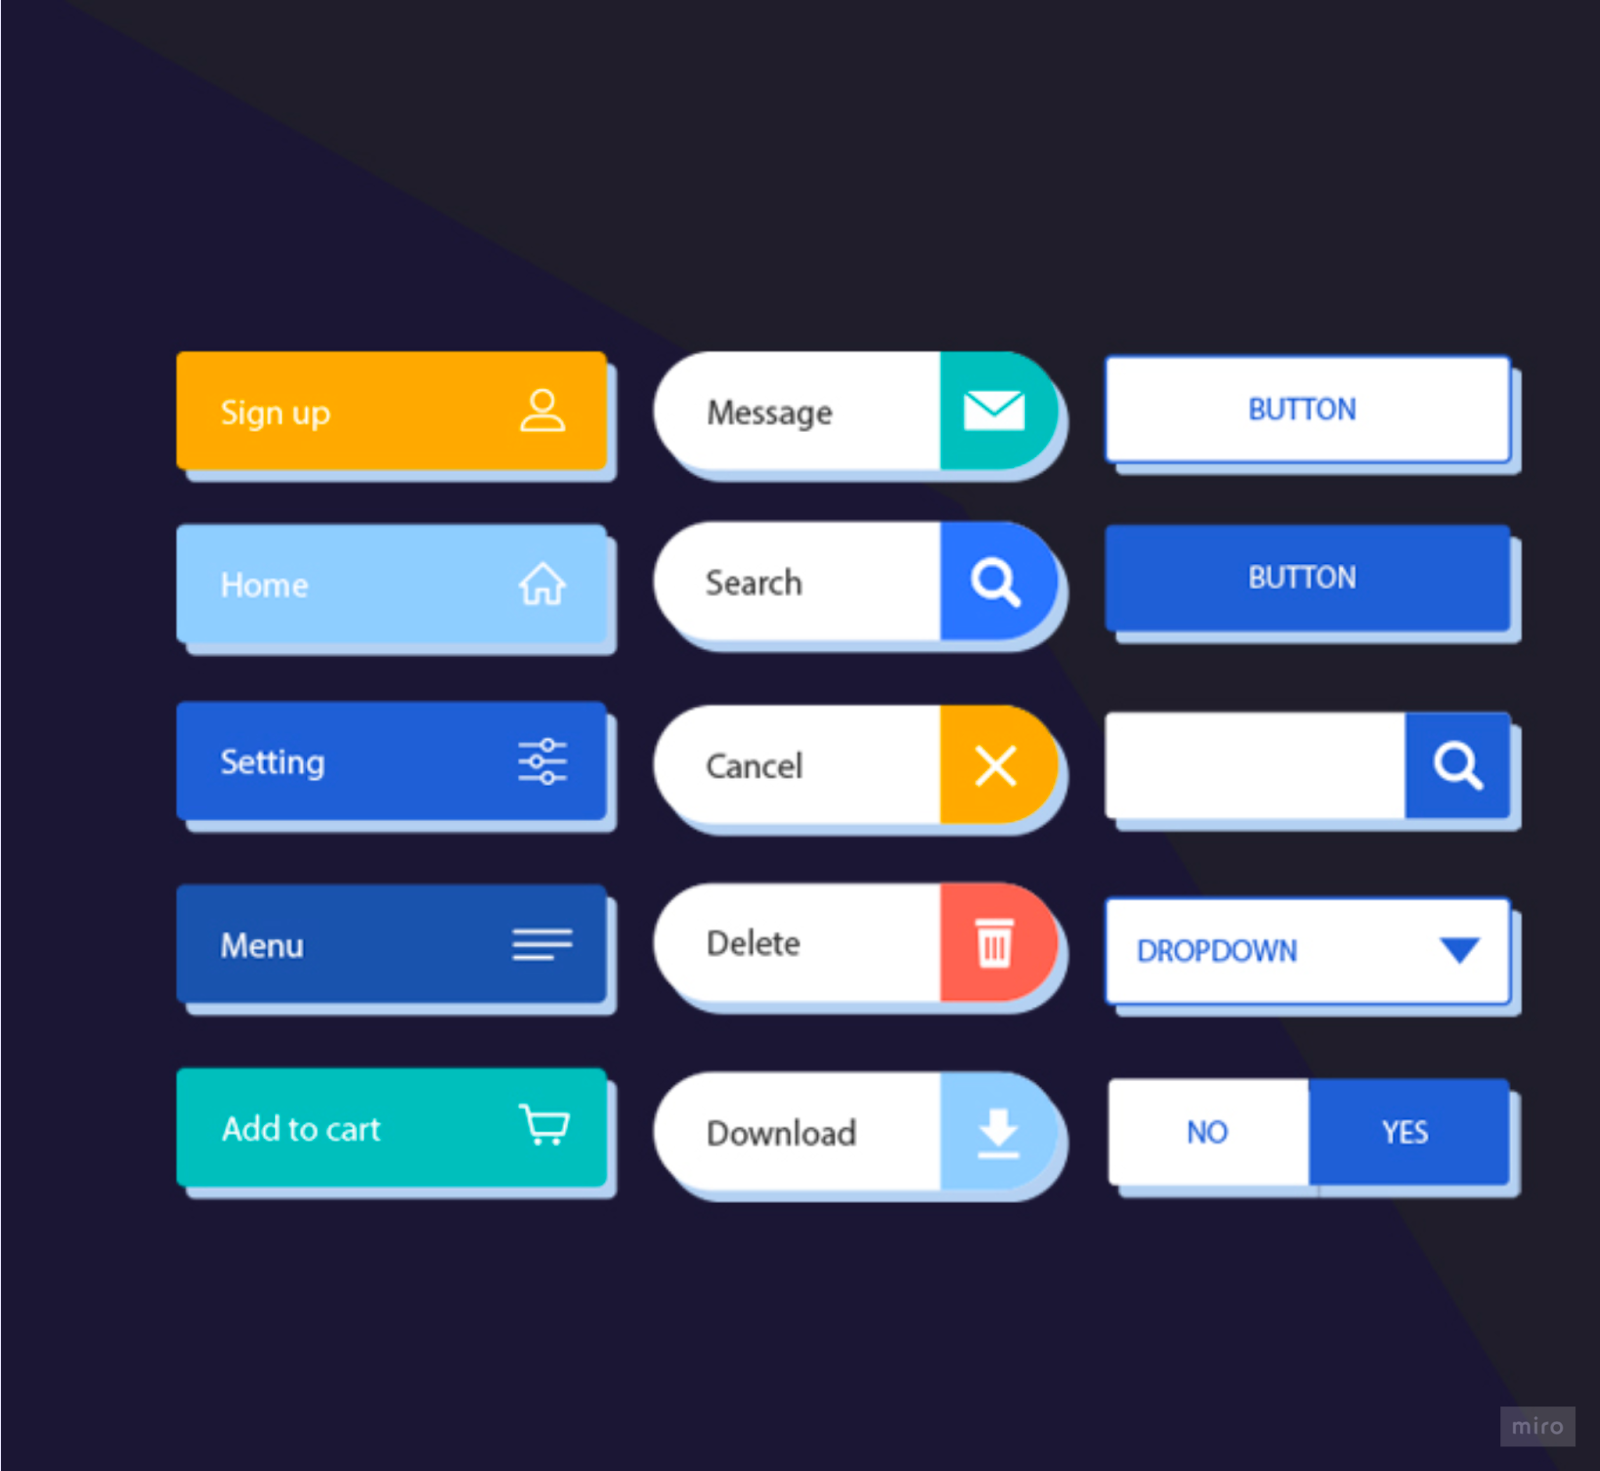 Sign up
Message
BUTTON
Home
Search
BUTTON
Setting
Cancel
Menu
Delete
DROPDOWN
Add to cart
Download
NO
YES
miro